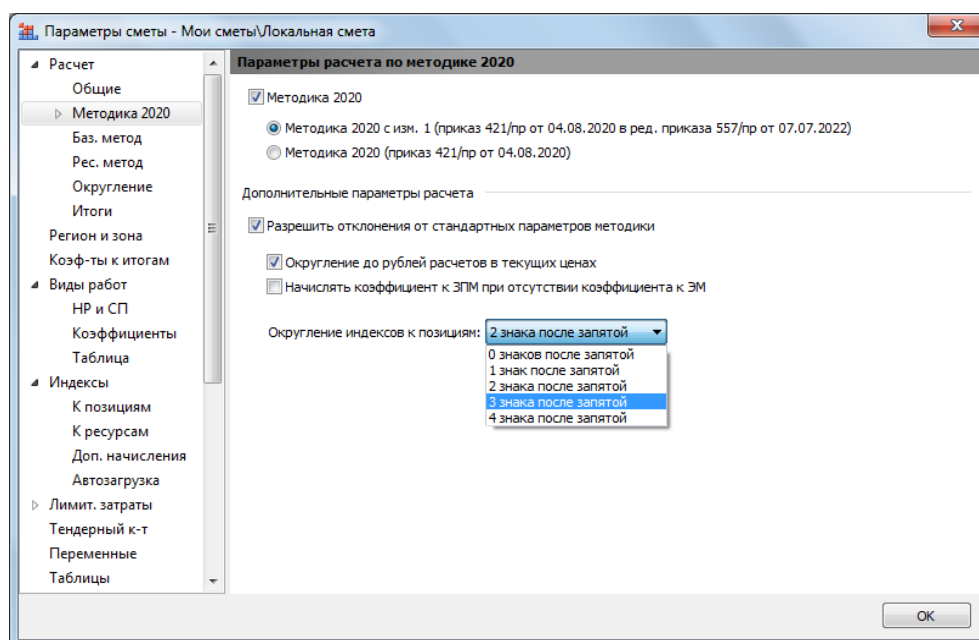 Параметры сметы - Мои сметы\Локальная смета
Расчет
Общие
Методика 2020
Баз. метод
Рес. метод
Округление
Итоги
Регион и зона
Коэф-ты к итогам
Виды работ
НР и СП
Коэффициенты
Таблица
Индексы
К позициям
К ресурсам
Доп. начисления
Автозагрузка
Лимит. затраты
Тендерный к-т
Переменные
Таблицы
Параметры расчета по методике 2020
Методика 2020
Методика 2020 с изм. 1 (приказ 421/пр от 04.08.2020 в ред. приказа 557/пр от 07.07.2022)
Методика 2020 (приказ 421/пр от 04.08.2020)
Дополнительные параметры расчета
Разрешить отклонения от стандартных параметров методики
Округление до рублей расчетов в текущих ценах
Начислять коэффициент к ЗПМ при отсутствии коэффициента к ЭМ
Округление индексов к позициям: 2 знака после запятой
0 знаков после запятой
1 знак после запятой
2 знака после запятой
3 знака после запятой
4 знака после запятой
OK